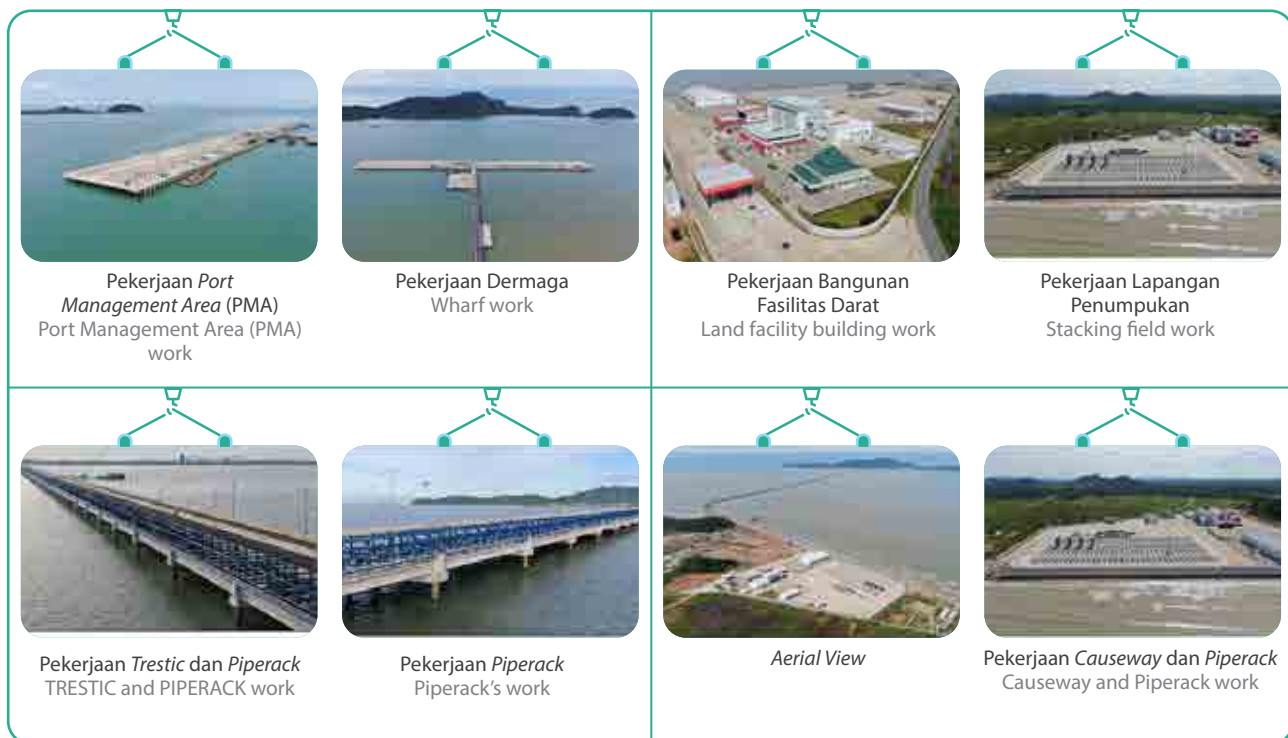 Pekerjaan Port
Management Area (PMA)
Port Management Area (PMA)
work
Pekerjaan Dermaga
Wharf work
Pekerjaan Bangunan
Fasilitas Darat
Land facility building work
Pekerjaan Lapangan
Penumpukan
Stacking field work
Pekerjaan Trestic dan Piperack
TRESTIC and PIPERACK work
Pekerjaan Piperack
Piperack's work
Aerial View
Pekerjaan Causeway dan Piperack
Causeway and Piperack work